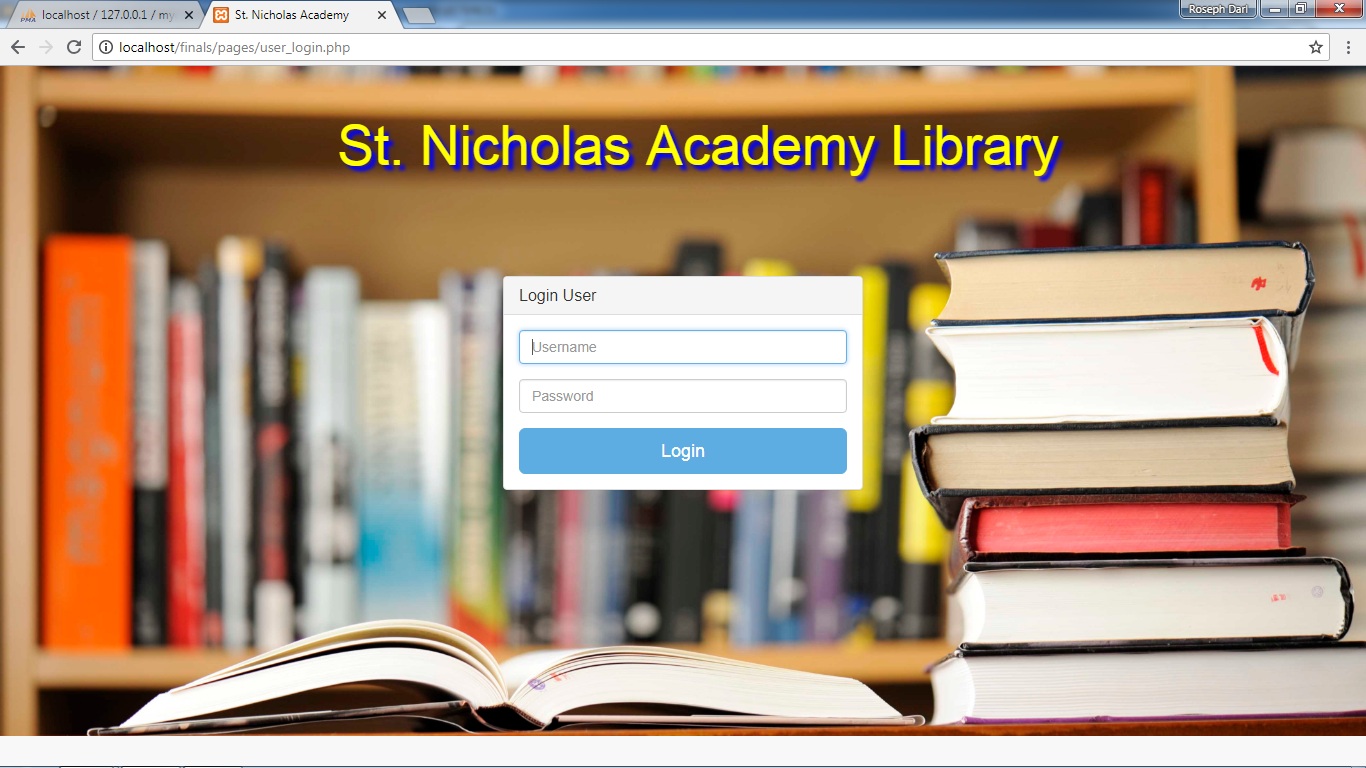 localhost / 127.0.0.1 / my
St. Nicholas Academy
Roseph Dari
localhost/finals/pages/user_login.php
St. Nicholas Academy Library
Login User
Username
Password
Login